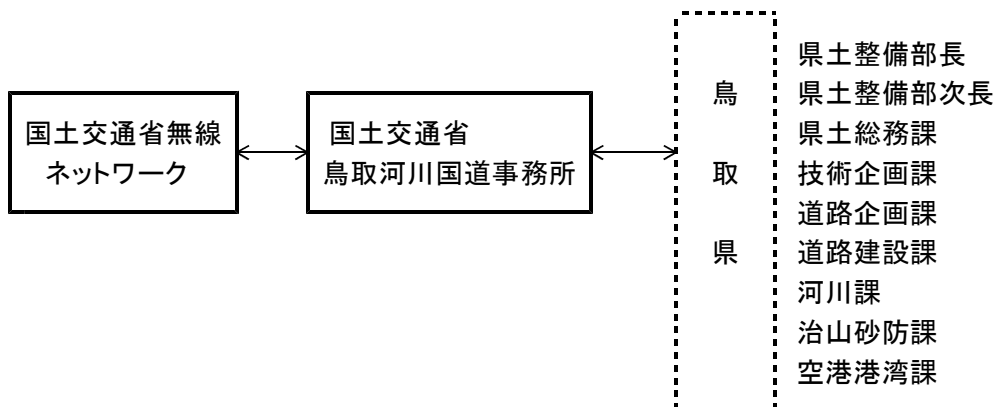 国土交通省無線
ネットワーク
国土交通省
鳥取河川国道事務所
鳥
取
県
県土整備部長
県土整備部次長
県土総務課
技術企画課
道路企画課
道路建設課
河川課
治山砂防課
空港港湾課